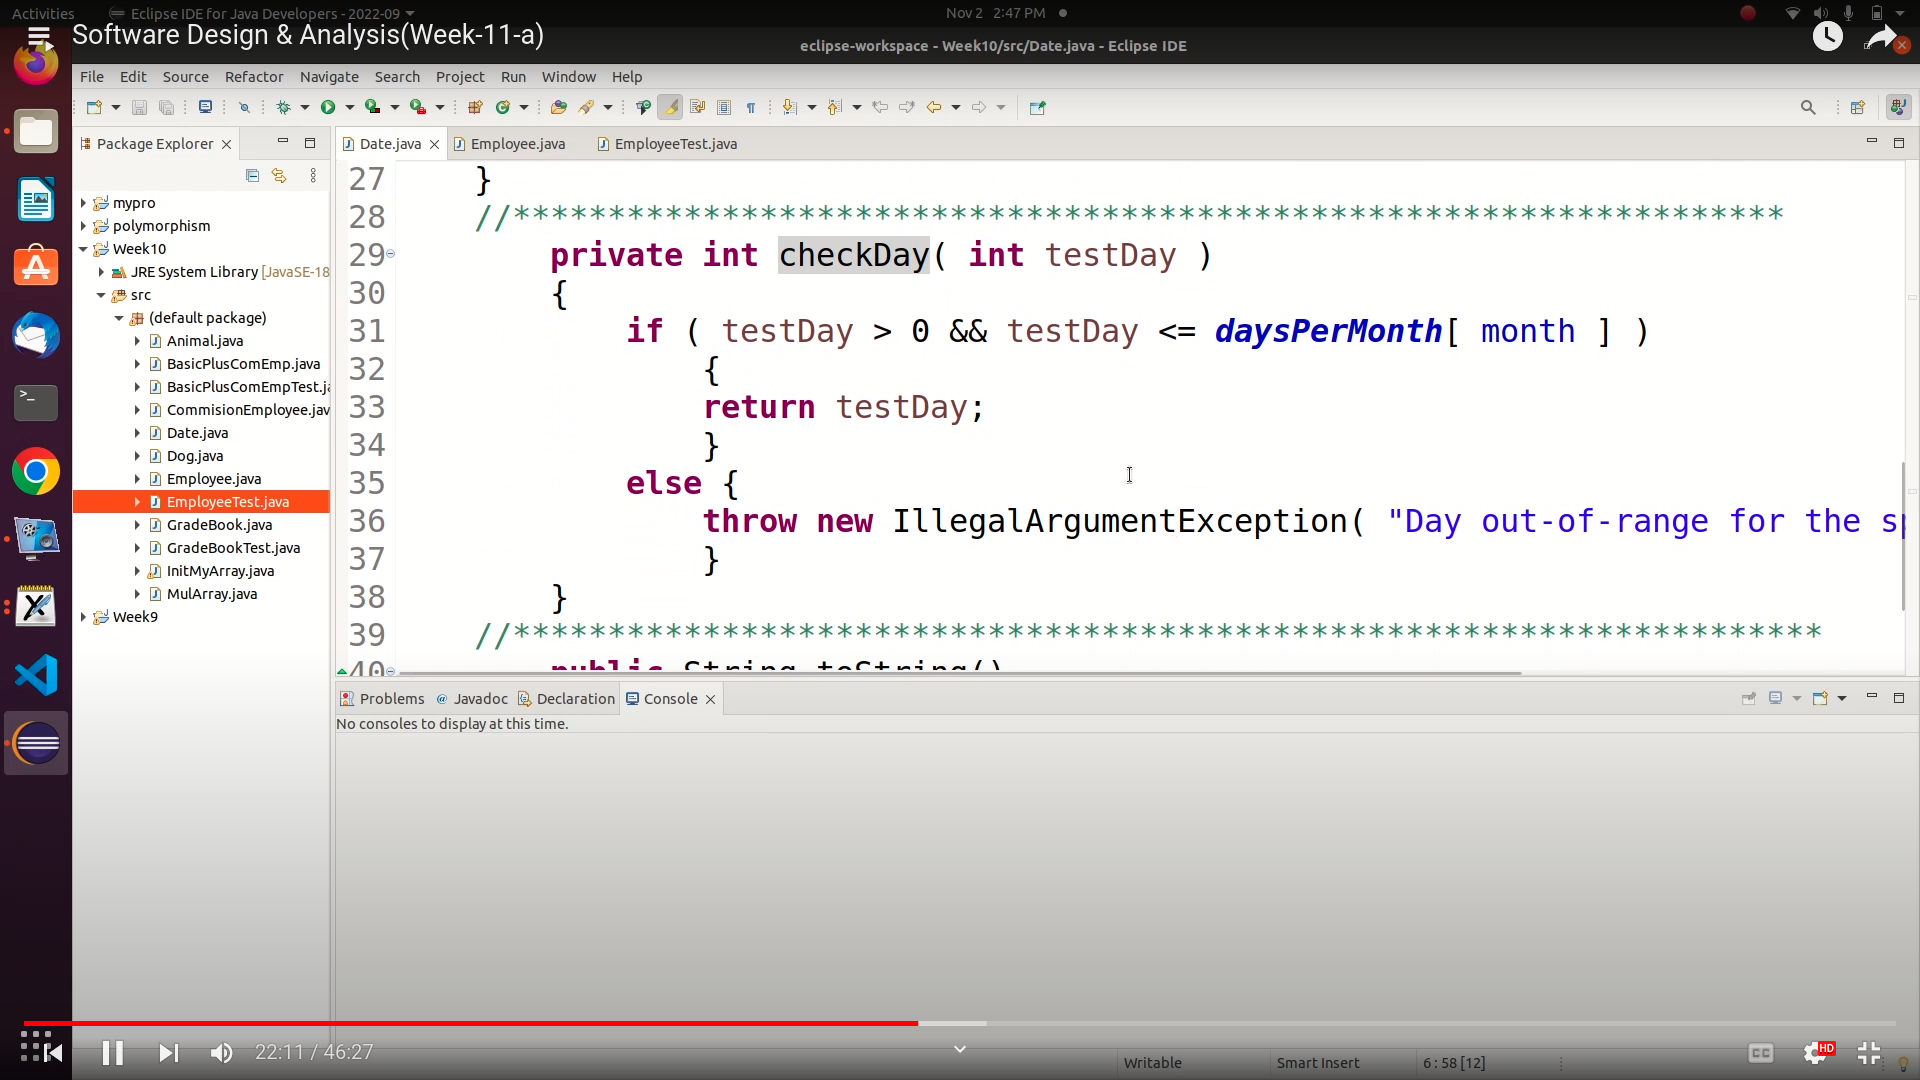 Activities
Eclipse IDE for Java Developers - 2022-09
Nov 2 2:47 PM
Software Design & Analysis(Week-11-a)
eclipse-workspace - Week10/src/Date.java - Eclipse IDE
File Edit Source Refactor Navigate Search Project Run Window Help
Package Explorer
Date.java
Employee.java
EmployeeTest.java
mypro
polymorphism
Week10
JRE System Library [JavaSE-18
src
(default package)
Animal.java
BasicPlusComEmp.java
BasicPlusComEmpTest.ja
CommisionEmployee.jav
Date.java
Dog.java
Employee.java
EmployeeTest.java
GradeBook.java
GradeBookTest.java
InitMyArray.java
MulArray.java
Week9
27 }
28 //*******************************************************************
29 private int checkDay( int testDay )
30 {
31 if ( testDay > 0 && testDay <= daysPerMonth[ month ] )
32 {
33 return testDay;
34 }
35 else {
36 throw new IllegalArgumentException( "Day out-of-range for the sp
37 }
38 }
39 //*********************************************************************
40 public String toString()
Problems
Javadoc
Declaration
Console
No consoles to display at this time.
22:11 / 46:27
CC
HD
Writable
Smart Insert
6 : 58 [12]